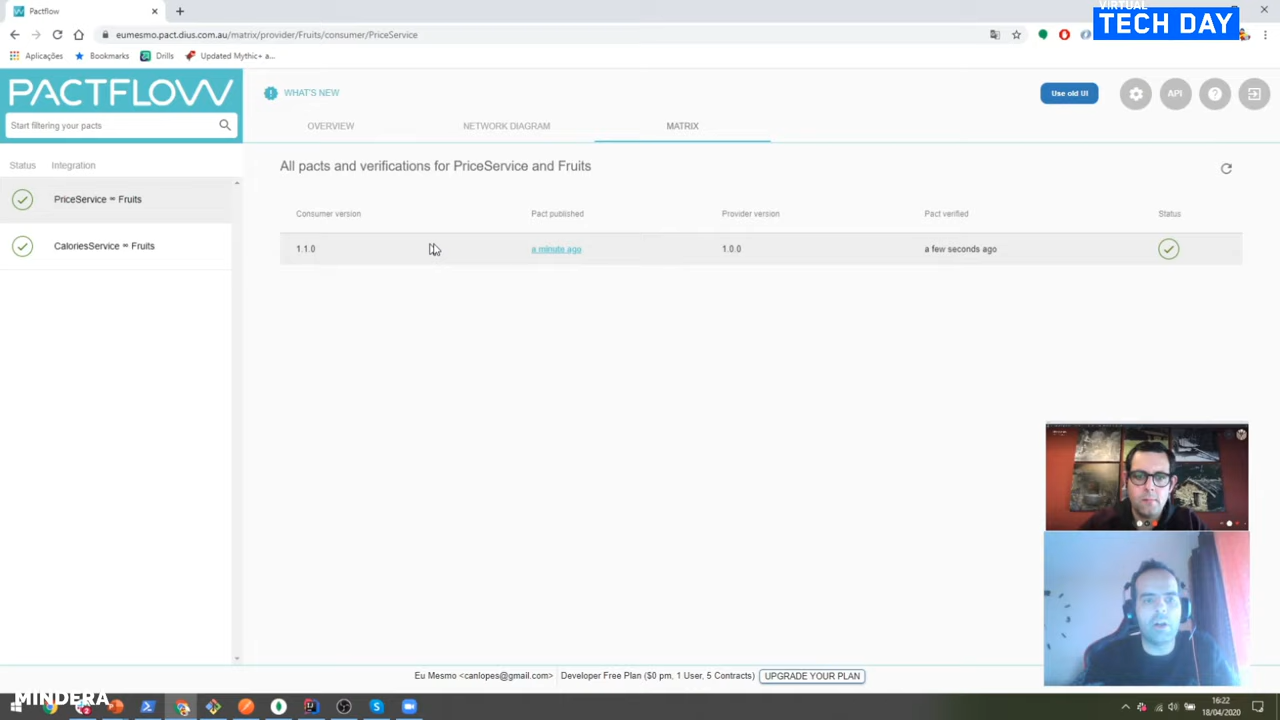 Pactflow
VIRTUAL
TECH DAY
eumesmo.pact.dius.com.au/matrix/provider/Fruits/consumer/PriceService
Aplicações
Bookmarks
Drills
Updated Mythic+ a...
PACTFLOW
WHAT'S NEW
Use old UI
API
Start filtering your pacts
OVERVIEW
NETWORK DIAGRAM
MATRIX
Status Integration
All pacts and verifications for PriceService and Fruits
PriceService = Fruits
CaloriesService = Fruits
Consumer version Pact published Provider version Pact verified Status
1.1.0 a minute ago 1.0.0 a few seconds ago
Eu Mesmo <canlopes@gmail.com> Developer Free Plan ($0 pm, 1 User, 5 Contracts) UPGRADE YOUR PLAN
MINDERA
16:22
18/04/2020